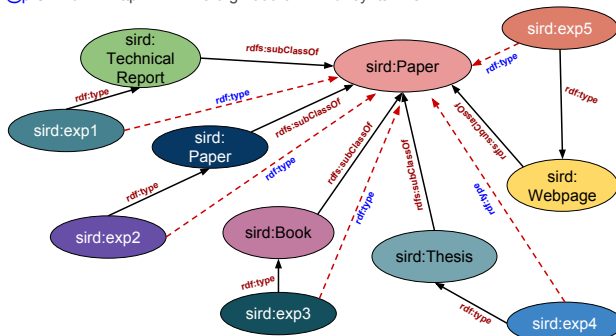 sird:
Technical
Report
rdfs:subClassOf
sird:Paper
sird:exp5
rdf:type
rdf:type
rdf:type
rdf:type
sird:exp1
rdfs:subClassOf
sird:
Paper
rdfs:subClassOf
rdfs:subClassOf
rdfs:subClassOf
rdf:type
rdf:type
sird:
Webpage
rdf:type
rdf:type
sird:exp2
sird:Book
sird:Thesis
rdf:type
rdf:type
sird:exp3
sird:exp4